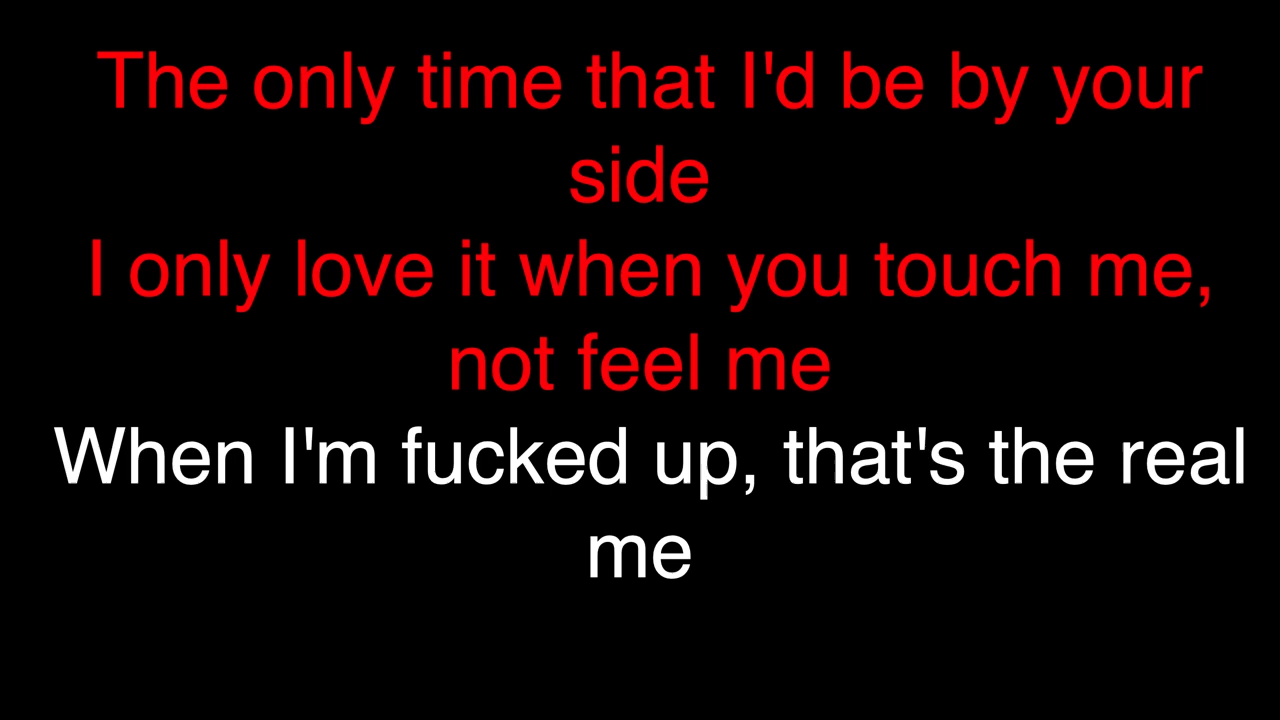 The only time that I'd be by your
side
I only love it when you touch me,
not feel me
When I'm fucked up, that's the real
me